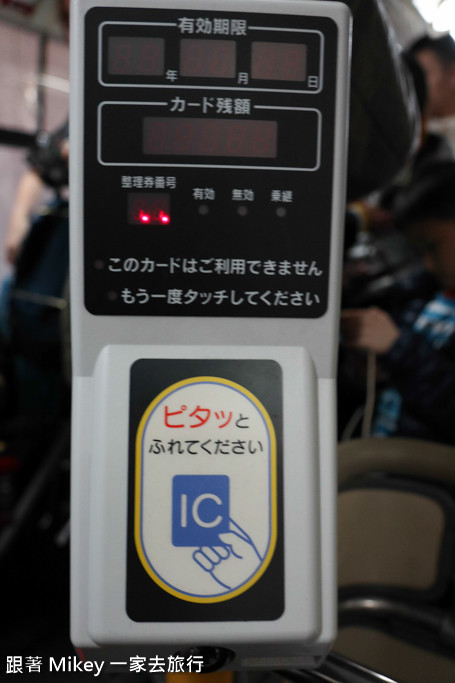 有効期限
年 月 日
カード残額
整理券番号 有効 無効 乗継
このカードはご利用できません
もう一度タッチしてください
ピタッと
ふれてください
IC
跟著 Mikey 一家去旅行